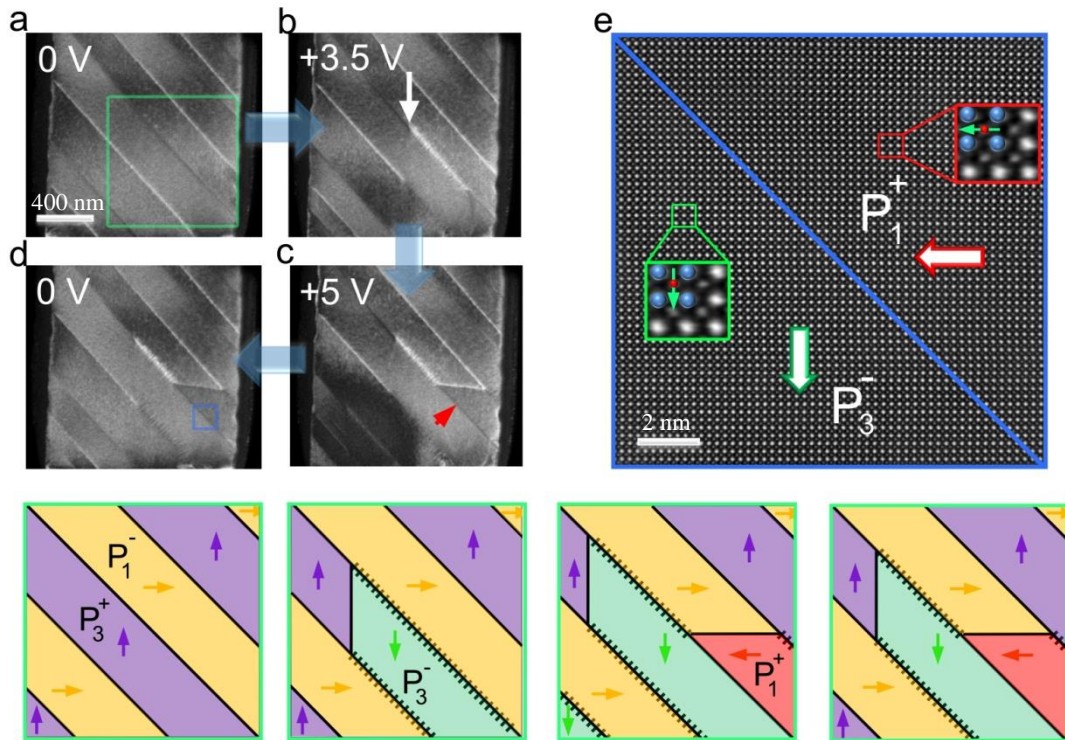 a
0 V
400 nm
b
+3.5 V
e
P₁⁺
P₃⁻
2 nm
d
0 V
c
+5 V
P₁⁻
P₃⁺
P₃⁻
P₁⁺